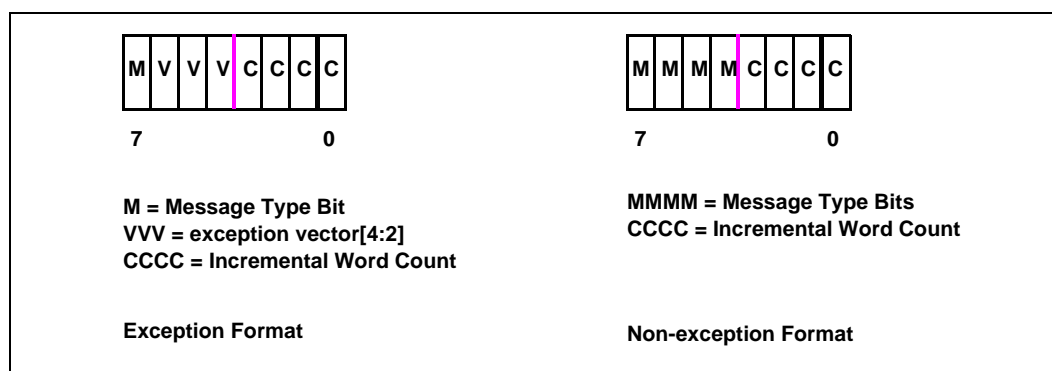 M V V V C C C C
7 0
M = Message Type Bit
VVV = exception vector[4:2]
CCCC = Incremental Word Count
Exception Format
M M M M C C C C
7 0
MMMM = Message Type Bits
CCCC = Incremental Word Count
Non-exception Format